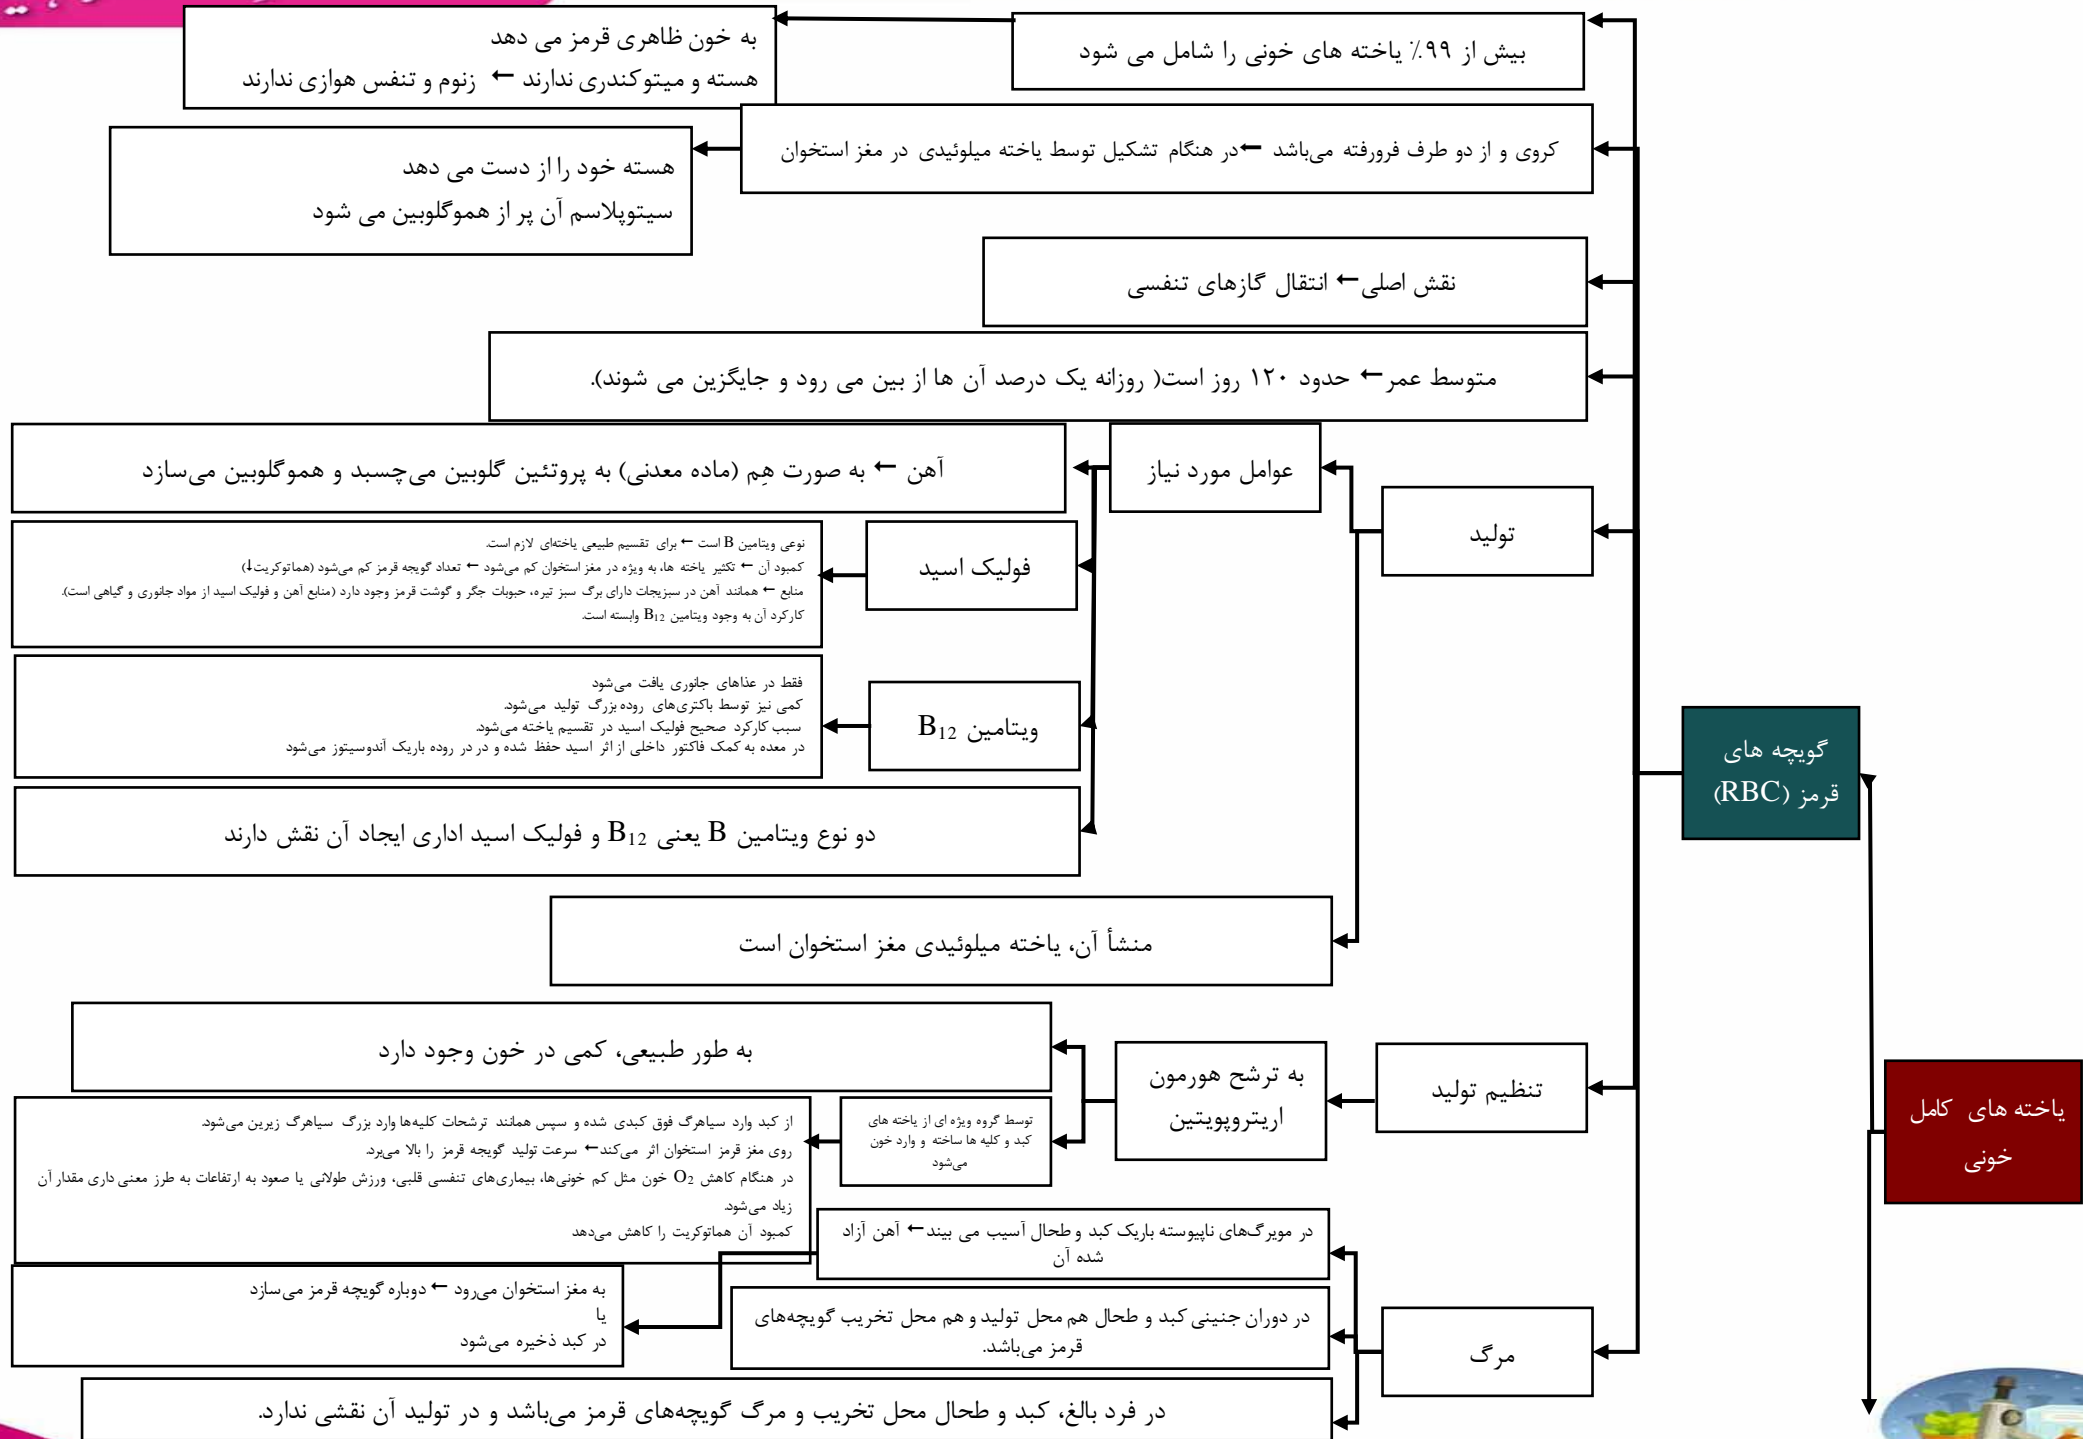 بیش از ۹۹٪ یاخته های خونی را شامل می شود
به خون ظاهری قرمز می دهد
هسته و میتوکندری ندارند ← زنوم و تنفس هوازی ندارند
کروی و از دو طرف فرورفته می‌باشد ←در هنگام تشکیل توسط یاخته میلوئیدی در مغز استخوان
هسته خود را از دست می دهد
سیتوپلاسم آن پر از هموگلوبین می شود
نقش اصلی← انتقال گازهای تنفسی
متوسط عمر← حدود ۱۲۰ روز است( روزانه یک درصد آن ها از بین می رود و جایگزین می شوند).
تولید
عوامل مورد نیاز
آهن ← به صورت هِم (ماده معدنی) به پروتئین گلوبین می‌چسبد و هموگلوبین می‌سازد
فولیک اسید
نوعی ویتامین B است ← برای تقسیم طبیعی یاخته‌ای لازم است.
کمبود آن ← تکثیر یاخته ها، به ویژه در مغز استخوان کم می‌شود ← تعداد گویچه قرمز کم می‌شود (هماتوکریت↓)
منابع ← همانند آهن در سبزیجات دارای برگ سبز تیره، حبوبات جگر و گوشت قرمز وجود دارد (منابع آهن و فولیک اسید از مواد جانوری و گیاهی است).
کارکرد آن به وجود ویتامین B12 وابسته است.
ویتامین B12
فقط در عذاهای جانوری یافت می‌شود
کمی نیز توسط باکتری‌های روده بزرگ تولید می‌شود.
سبب کارکرد صحیح فولیک اسید در تقسیم یاخته می‌شود.
در معده به کمک فاکتور داخلی از اثر اسید حفظ شده و در در روده باریک آندوسیتوز می‌شود
دو نوع ویتامین B یعنی B12 و فولیک اسید اداری ایجاد آن نقش دارند
منشأ آن، یاخته میلوئیدی مغز استخوان است
گویچه های
قرمز (RBC)
تنظیم تولید
به ترشح هورمون
اریتروپویتین
به طور طبیعی، کمی در خون وجود دارد
توسط گروه ویژه ای از یاخته های
کبد و کلیه ها ساخته و وارد خون
می‌شود
از کبد وارد سیاهرگ فوق کبدی شده و سپس همانند ترشحات کلیه‌ها وارد بزرگ سیاهرگ زیرین می‌شود.
روی مغز قرمز استخوان اثر می‌کند← سرعت تولید گویچه قرمز را بالا می‌برد.
در هنگام کاهش O2 خون مثل کم خونی‌ها، بیماری‌های تنفسی قلبی، ورزش طولانی یا صعود به ارتفاعات به طرز معنی داری مقدار آن
زیاد می‌شود.
کمبود آن هماتوکریت را کاهش می‌دهد
مرگ
در مویرگ‌های ناپیوسته باریک کبد و طحال آسیب می بیند← آهن آزاد
شده آن
به مغز استخوان می‌رود ← دوباره گویچه قرمز می‌سازد
یا
در کبد ذخیره می‌شود
در دوران جنینی کبد و طحال هم محل تولید و هم محل تخریب گویچه‌های
قرمز می‌باشد.
در فرد بالغ، کبد و طحال محل تخریب و مرگ گویچه‌های قرمز می‌باشد و در تولید آن نقشی ندارد.
یاخته های کامل
خونی